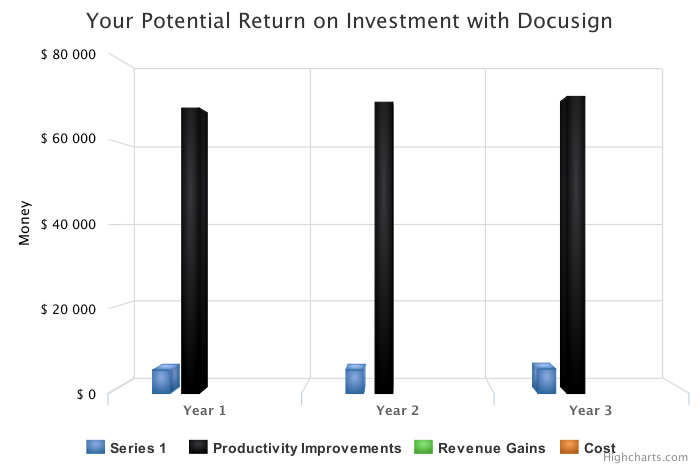 Your Potential Return on Investment with Docusign
$ 80 000
$ 60 000
$ 40 000
$ 20 000
$ 0
Money
Year 1
Year 2
Year 3
Series 1
Productivity Improvements
Revenue Gains
Cost
Highcharts.com